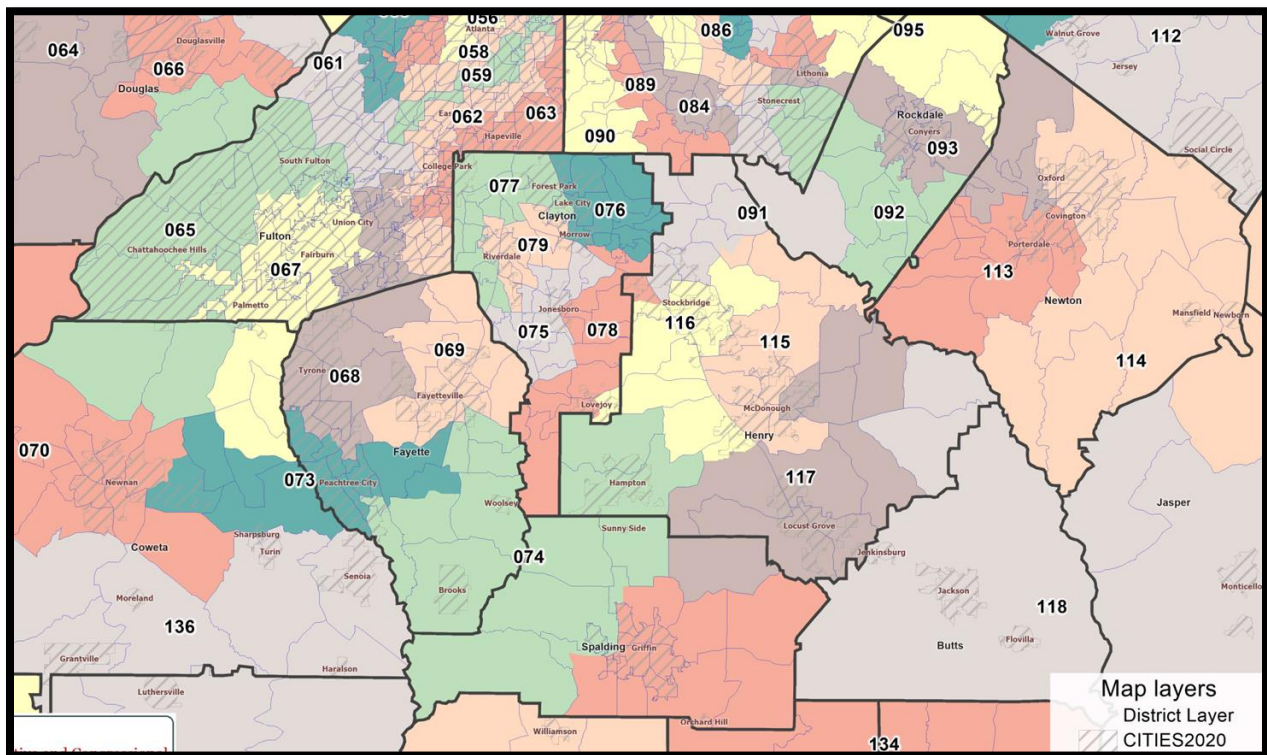 056
086
095
Atlanta
Walnut Grove
112
064
Douglasville
061
058
Jersey
066
Lithonia
059
089
Douglas
084
Stonecrest
062
063
Rockdale
Hapeville
090
Conyers
093
Social Circle
South Fulton
College Park
Oxford
077
Forest Park
Lake City
076
091
092
Covington
065
Union City
Clayton
Fulton
079
Morrow
Porterdale
Chattahoochee Hills
Fairburn
Riverdale
067
113
Palmetto
Jonesboro
Stockbridge
Newton
Mansfield
Newborn
116
075
078
115
069
114
068
Tyrone
Fayetteville
Lovejoy
McDonough
Henry
070
Fayette
073
117
Newnan
Peachtree City
Hampton
Woolsey
Jasper
Sharpsburg
Sunny Side
Locust Grove
Coweta
Turin
074
Jenkinsburg
Senoia
Monticello
Moreland
Brooks
Jackson
118
136
Spalding
Griffin
Butts
Flovilla
Grantville
Haralson
Luthersville
Map layers
District Layer
CITIES2020
Orchard Hill
Williamson
134